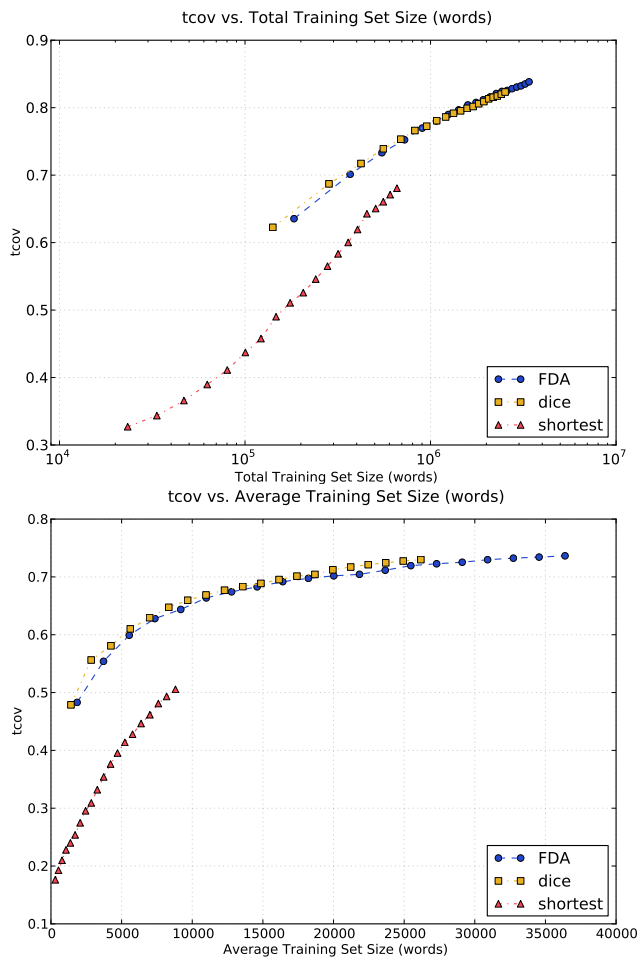 tcov vs. Total Training Set Size (words)
0.9
0.8
0.7
0.6
0.5
0.4
0.3
tcov
FDA
dice
shortest
10^4
10^5
10^6
10^7
Total Training Set Size (words)
tcov vs. Average Training Set Size (words)
0.8
0.7
0.6
0.5
0.4
0.3
0.2
0.1
tcov
FDA
dice
shortest
0
5000
10000
15000
20000
25000
30000
35000
40000
Average Training Set Size (words)